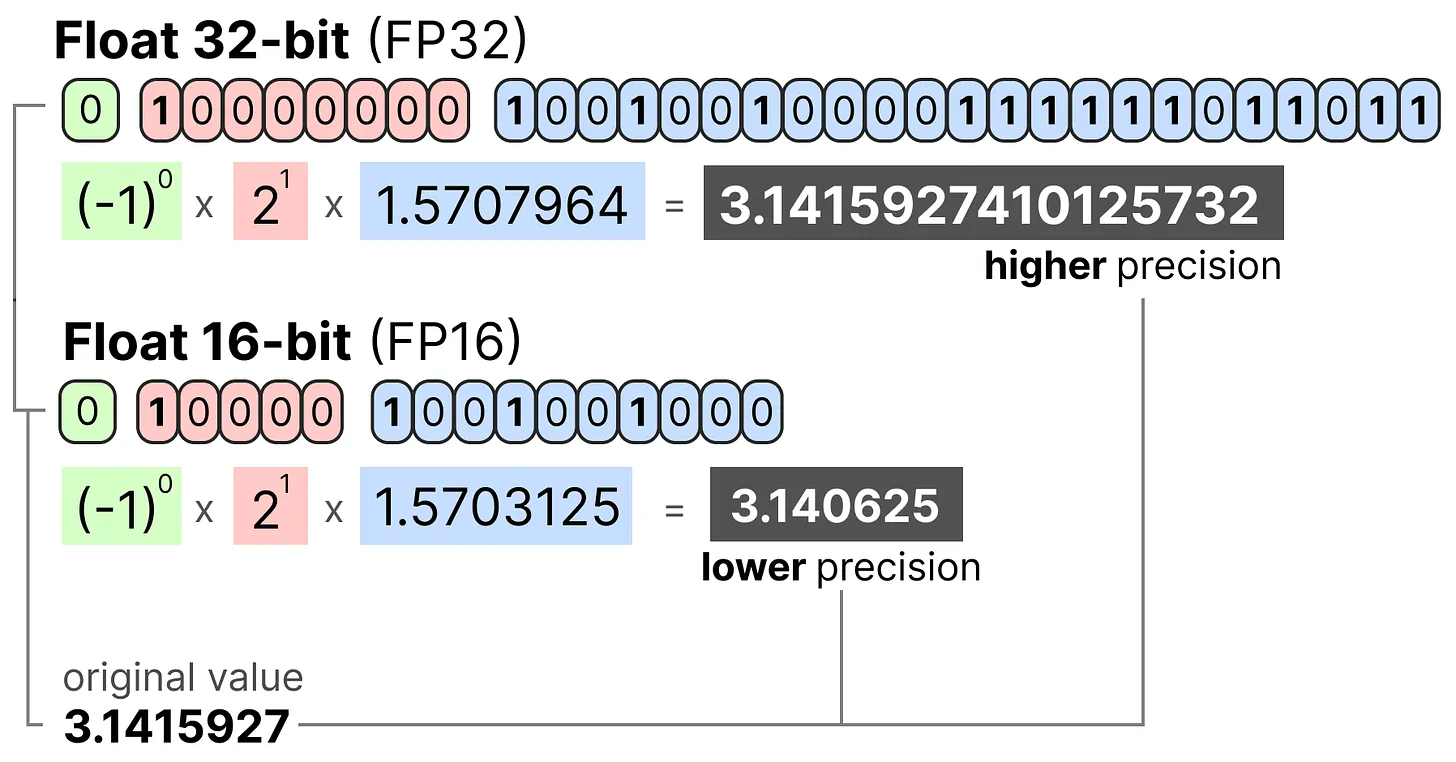 Float 32-bit (FP32)
0 10000000 10010010000111111011011
(-1)⁰ x 2¹ x 1.5707964 = 3.1415927410125732
higher precision
Float 16-bit (FP16)
0 10000 1001001000
(-1)⁰ x 2¹ x 1.5703125 = 3.140625
lower precision
original value
3.1415927